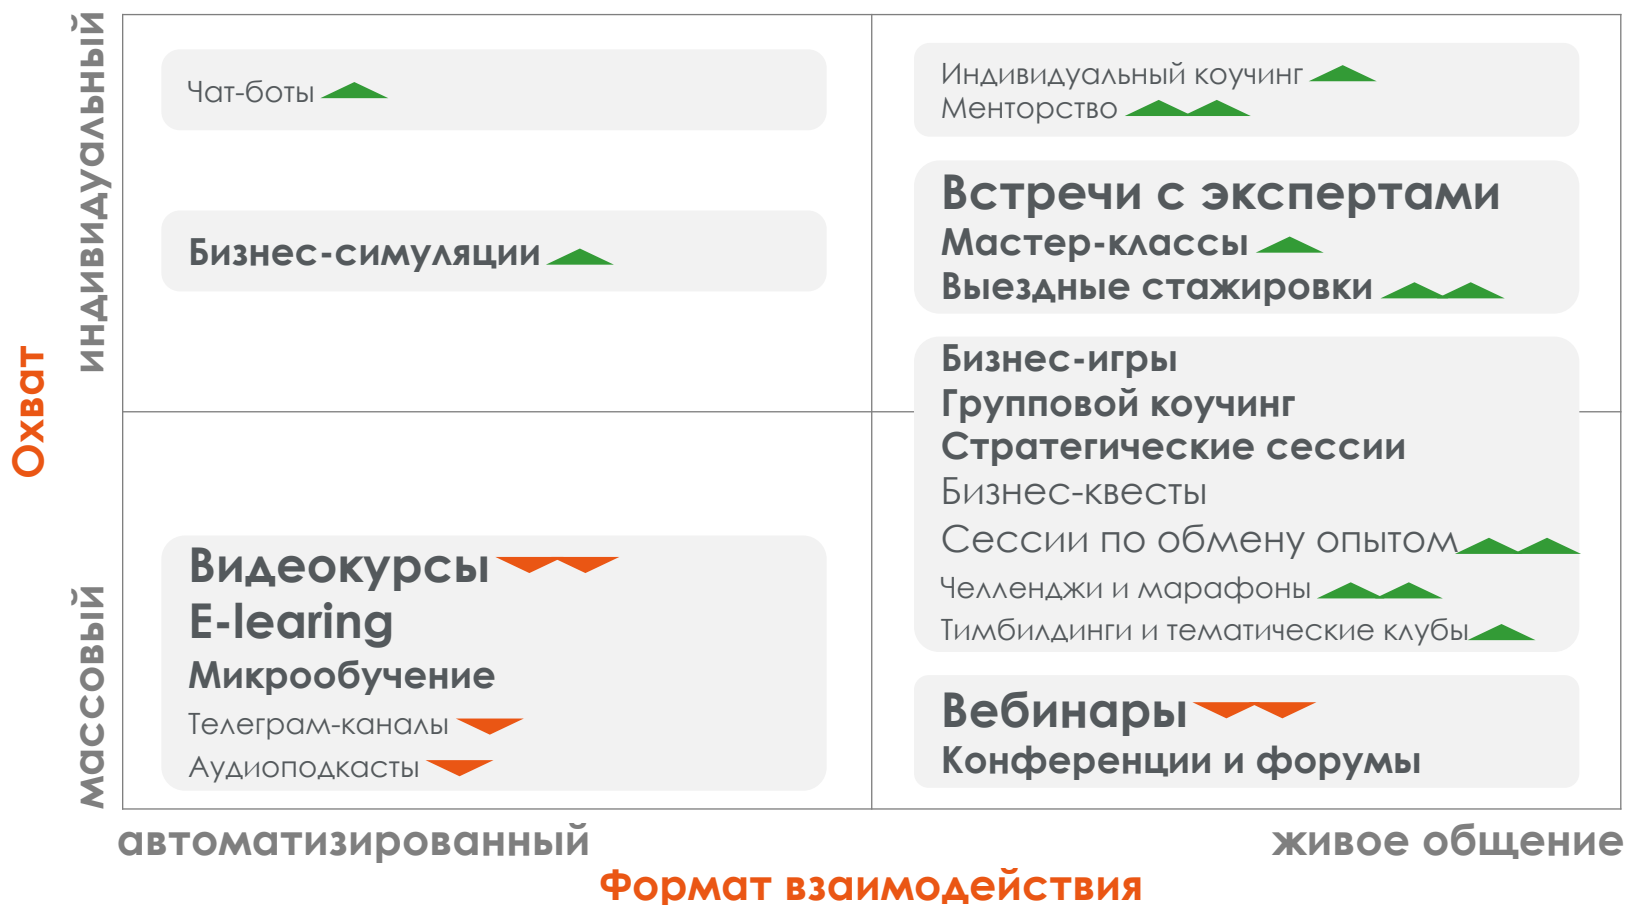 Охват
индивидуальный
массовый
Чат-боты
Бизнес-симуляции
Видеокурсы
E-learing
Микрообучение
Телеграм-каналы
Аудиоподкасты
Индивидуальный коучинг
Менторство
Встречи с экспертами
Мастер-классы
Выездные стажировки
Бизнес-игры
Групповой коучинг
Стратегические сессии
Бизнес-квесты
Сессии по обмену опытом
Челленджи и марафоны
Тимбилдинги и тематические клубы
Вебинары
Конференции и форумы
автоматизированный
живое общение
Формат взаимодействия